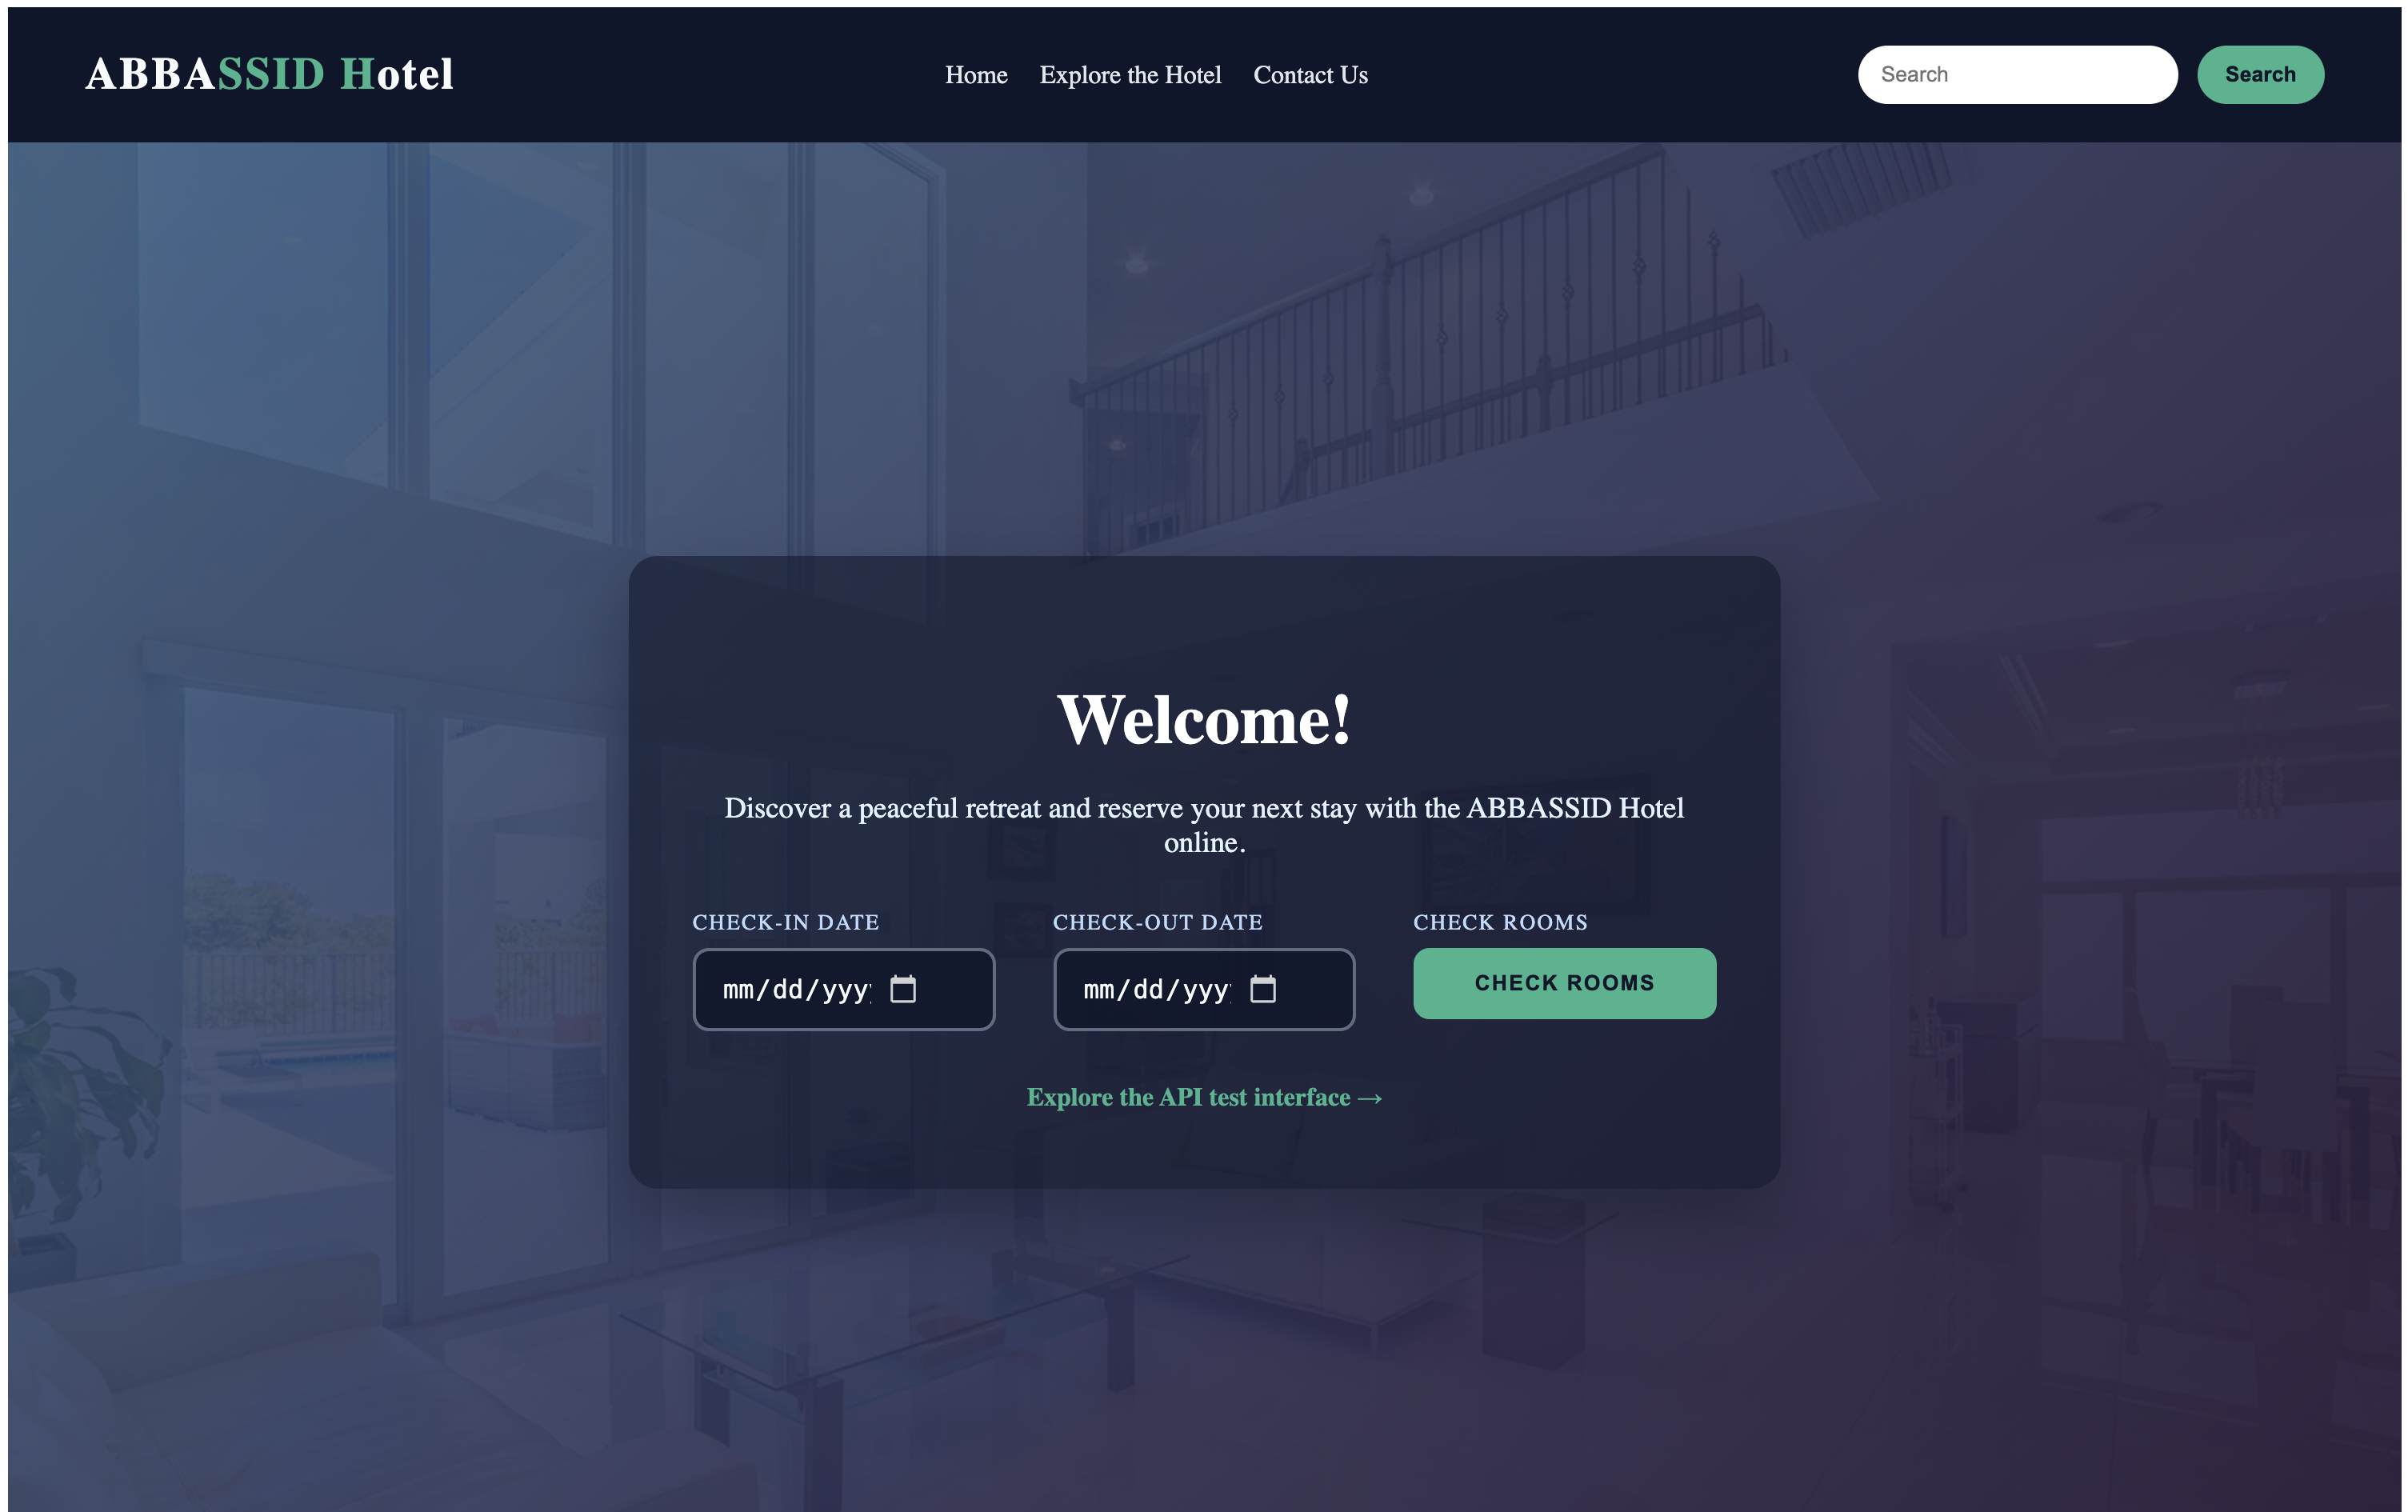 ABBASSID Hotel
Home Explore the Hotel Contact Us
Search Search
Welcome!
Discover a peaceful retreat and reserve your next stay with the ABBASSID Hotel
online.
CHECK-IN DATE CHECK-OUT DATE CHECK ROOMS
mm/dd/yyyy mm/dd/yyyy CHECK ROOMS
Explore the API test interface →